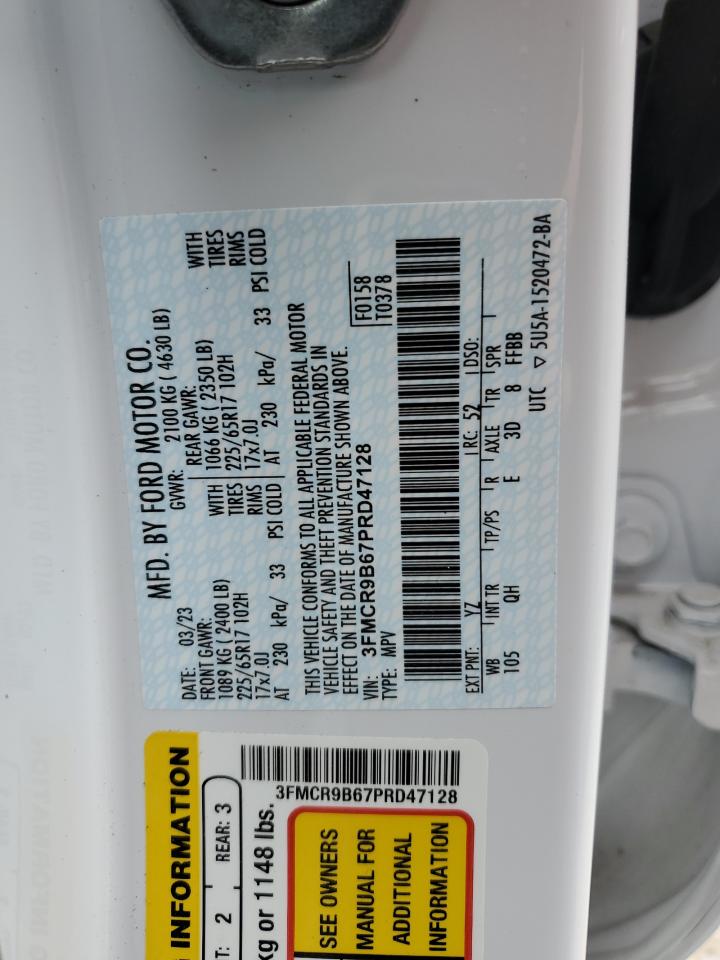 MFD. BY FORD MOTOR CO.
DATE: 03/23 GVWR: 2100 KG ( 4630 LB)
FRONT GAWR: REAR GAWR: WITH
1089 KG ( 2400 LB) WITH 1066 KG ( 2350 LB) TIRES
225/65R17 102H TIRES 225/65R17 102H RIMS
17x7.0J RIMS 17x7.0J
AT 230 kPa/ 33 PSI COLD AT 230 kPa/ 33 PSI COLD
THIS VEHICLE CONFORMS TO ALL APPLICABLE FEDERAL MOTOR
VEHICLE SAFETY AND THEFT PREVENTION STANDARDS IN
EFFECT ON THE DATE OF MANUFACTURE SHOWN ABOVE.
VIN: 3FMCR9B67PRD47128 F0158
TYPE: MPV T0378
EXT PNT: YZ RC: 52 DSO:
WB INT TR TP/PS R AXLE TR SPR
105 QH E 3D 8 FFBB
UTC ▽ 5U5A-1520472-BA
INFORMATION
T: 2 REAR: 3
kg or 1148 lbs.
3FMCR9B67PRD47128
SEE OWNERS
MANUAL FOR
ADDITIONAL
INFORMATION